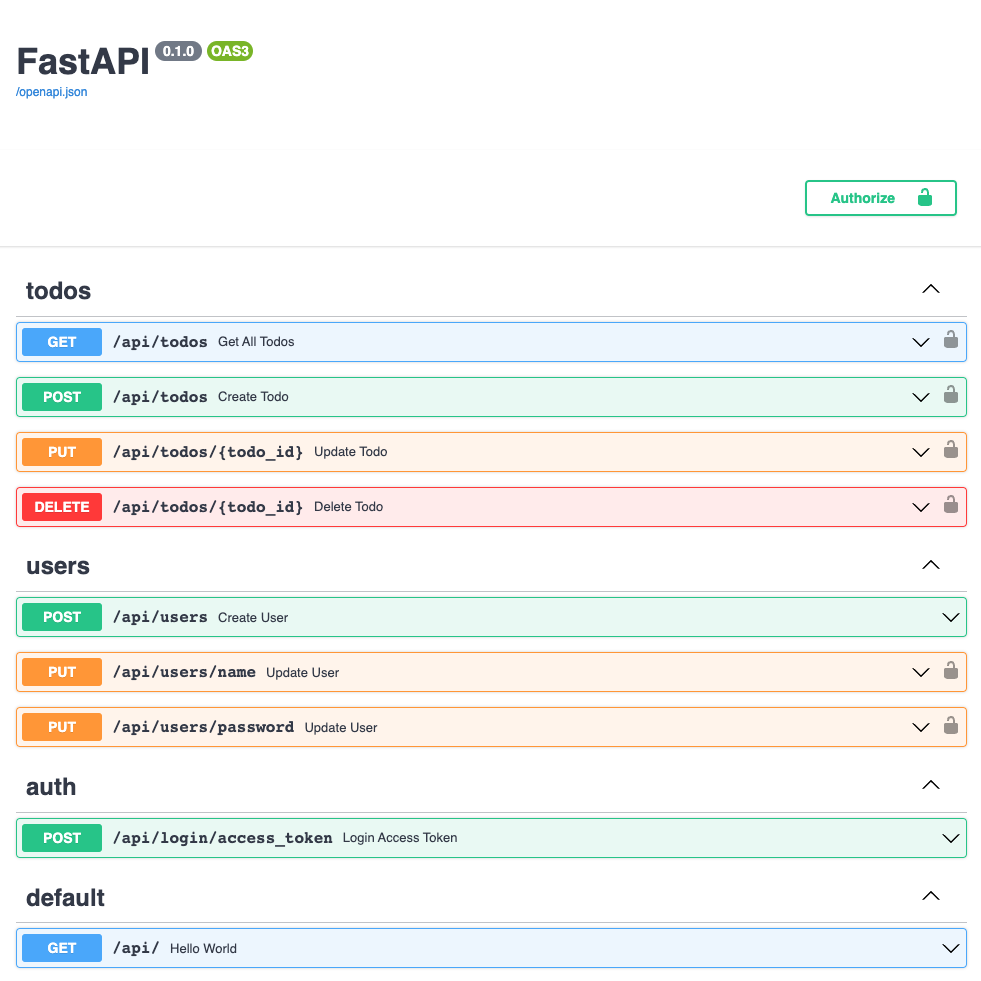 FastAPI 0.1.0 OAS3
/openapi.json
Authorize
todos
GET /api/todos Get All Todos
POST /api/todos Create Todo
PUT /api/todos/{todo_id} Update Todo
DELETE /api/todos/{todo_id} Delete Todo
users
POST /api/users Create User
PUT /api/users/name Update User
PUT /api/users/password Update User
auth
POST /api/login/access_token Login Access Token
default
GET /api/ Hello World